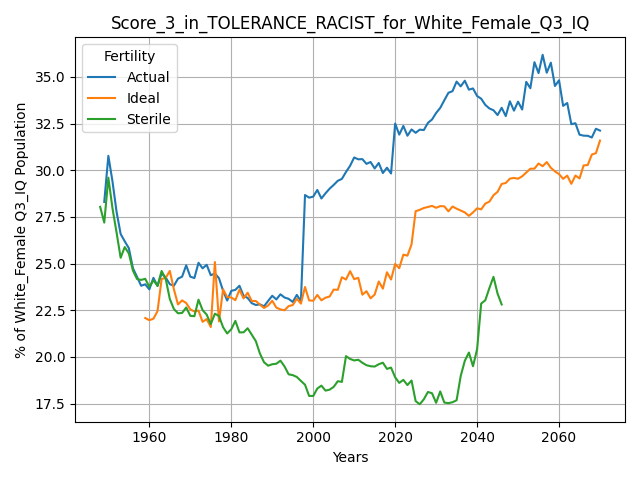 Score_3_in_TOLERANCE_RACIST_for_White_Female_Q3_IQ
Fertility
Actual
Ideal
Sterile
% of White_Female Q3_IQ Population
35.0
32.5
30.0
27.5
25.0
22.5
20.0
17.5
1960
1980
2000
2020
2040
2060
Years